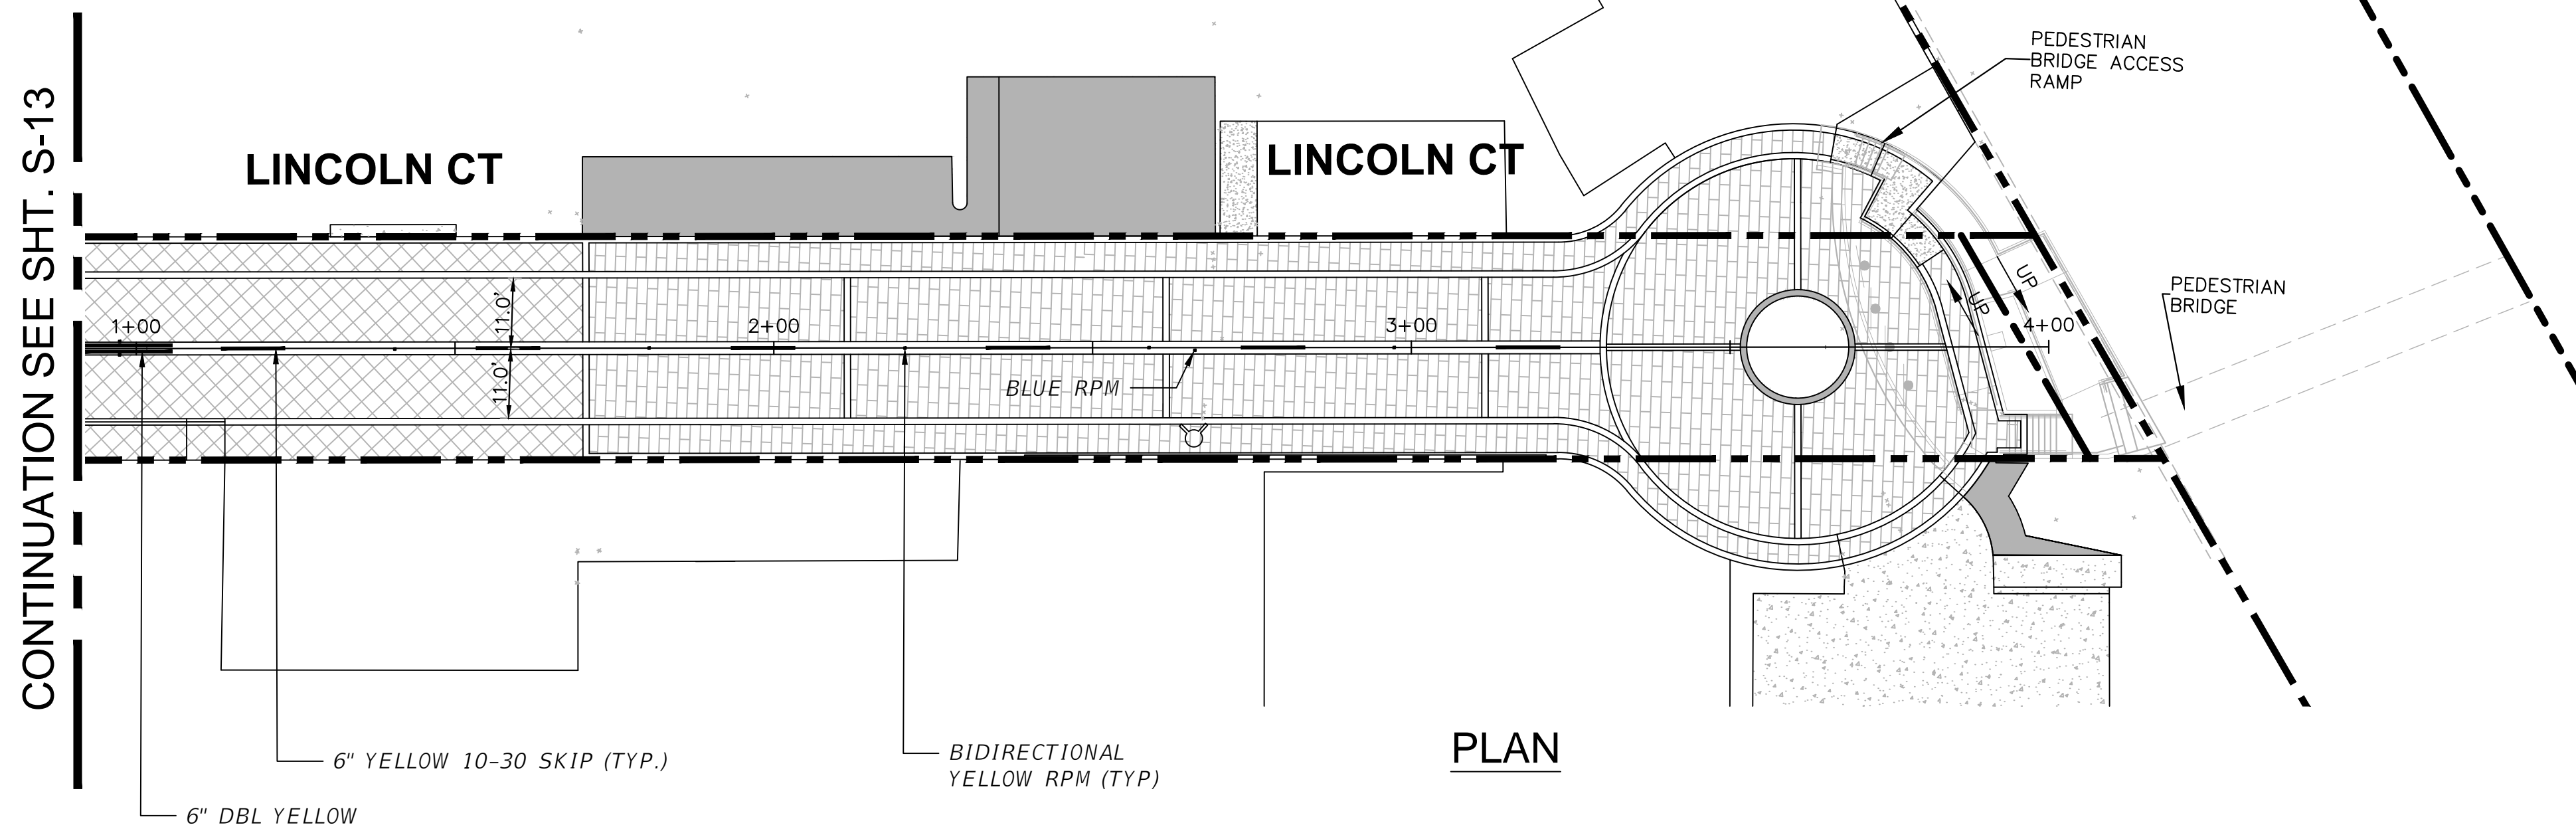 CONTINUATION SEE SHT. S-13
LINCOLN CT
LINCOLN CT
PEDESTRIAN
BRIDGE ACCESS
RAMP
PEDESTRIAN
BRIDGE
UP
UP
1+00
2+00
3+00
4+00
11.0'
11.0'
BLUE RPM
6" YELLOW 10-30 SKIP (TYP.)
6" DBL YELLOW
BIDIRECTIONAL
YELLOW RPM (TYP)
PLAN